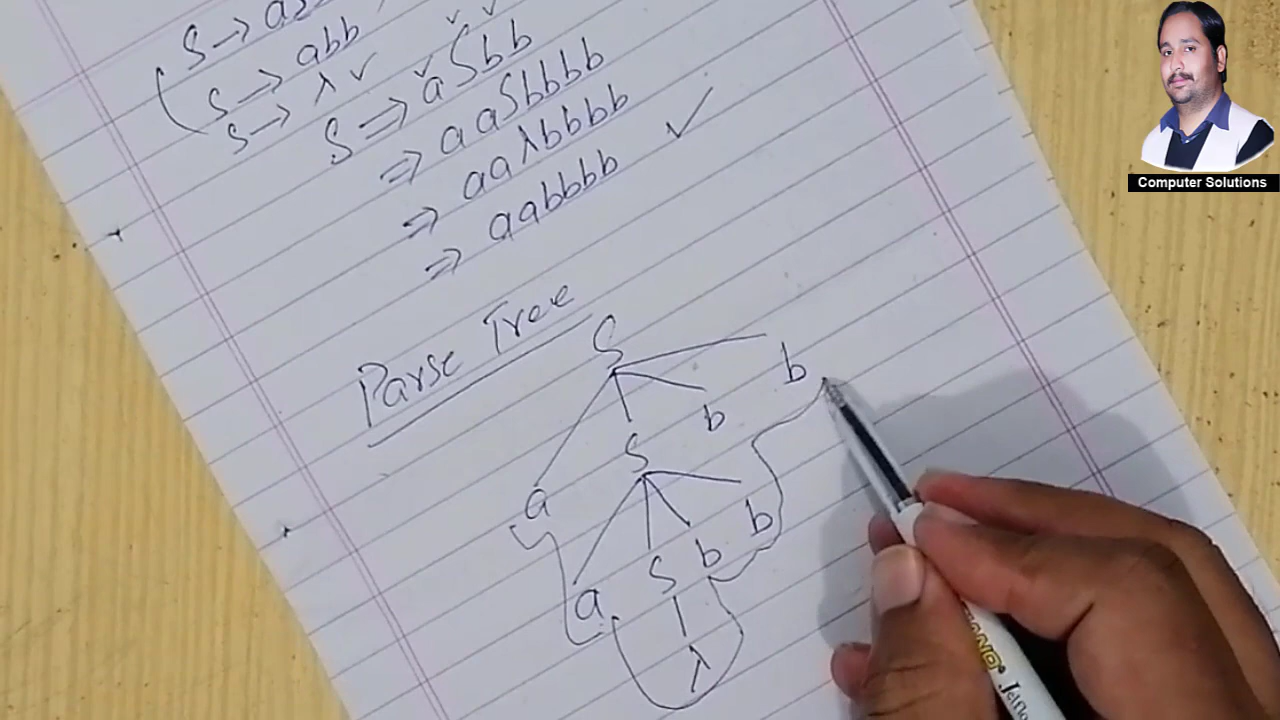 S → a
S → abb
S → λ ✓
S ⇒ aSbb
⇒ aaSbbbb
⇒ aaλbbbb
⇒ aabbbb ✓
Parse Tree
S
a S b b
a S b b
λ
Computer Solutions